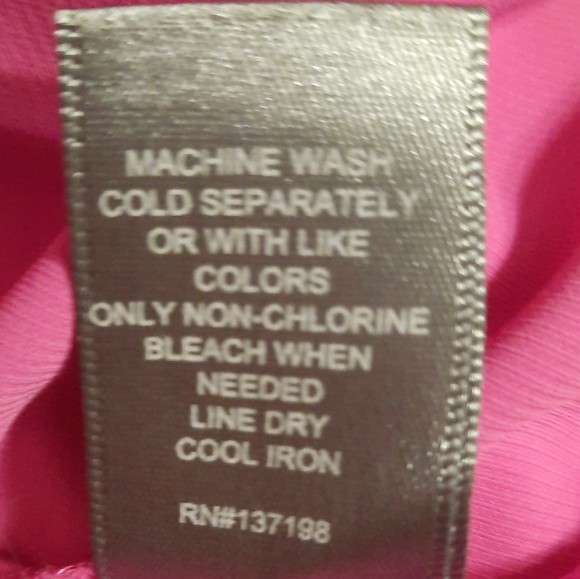 MACHINE WASH
COLD SEPARATELY
OR WITH LIKE
COLORS
ONLY NON-CHLORINE
BLEACH WHEN
NEEDED
LINE DRY
COOL IRON
RN#137198